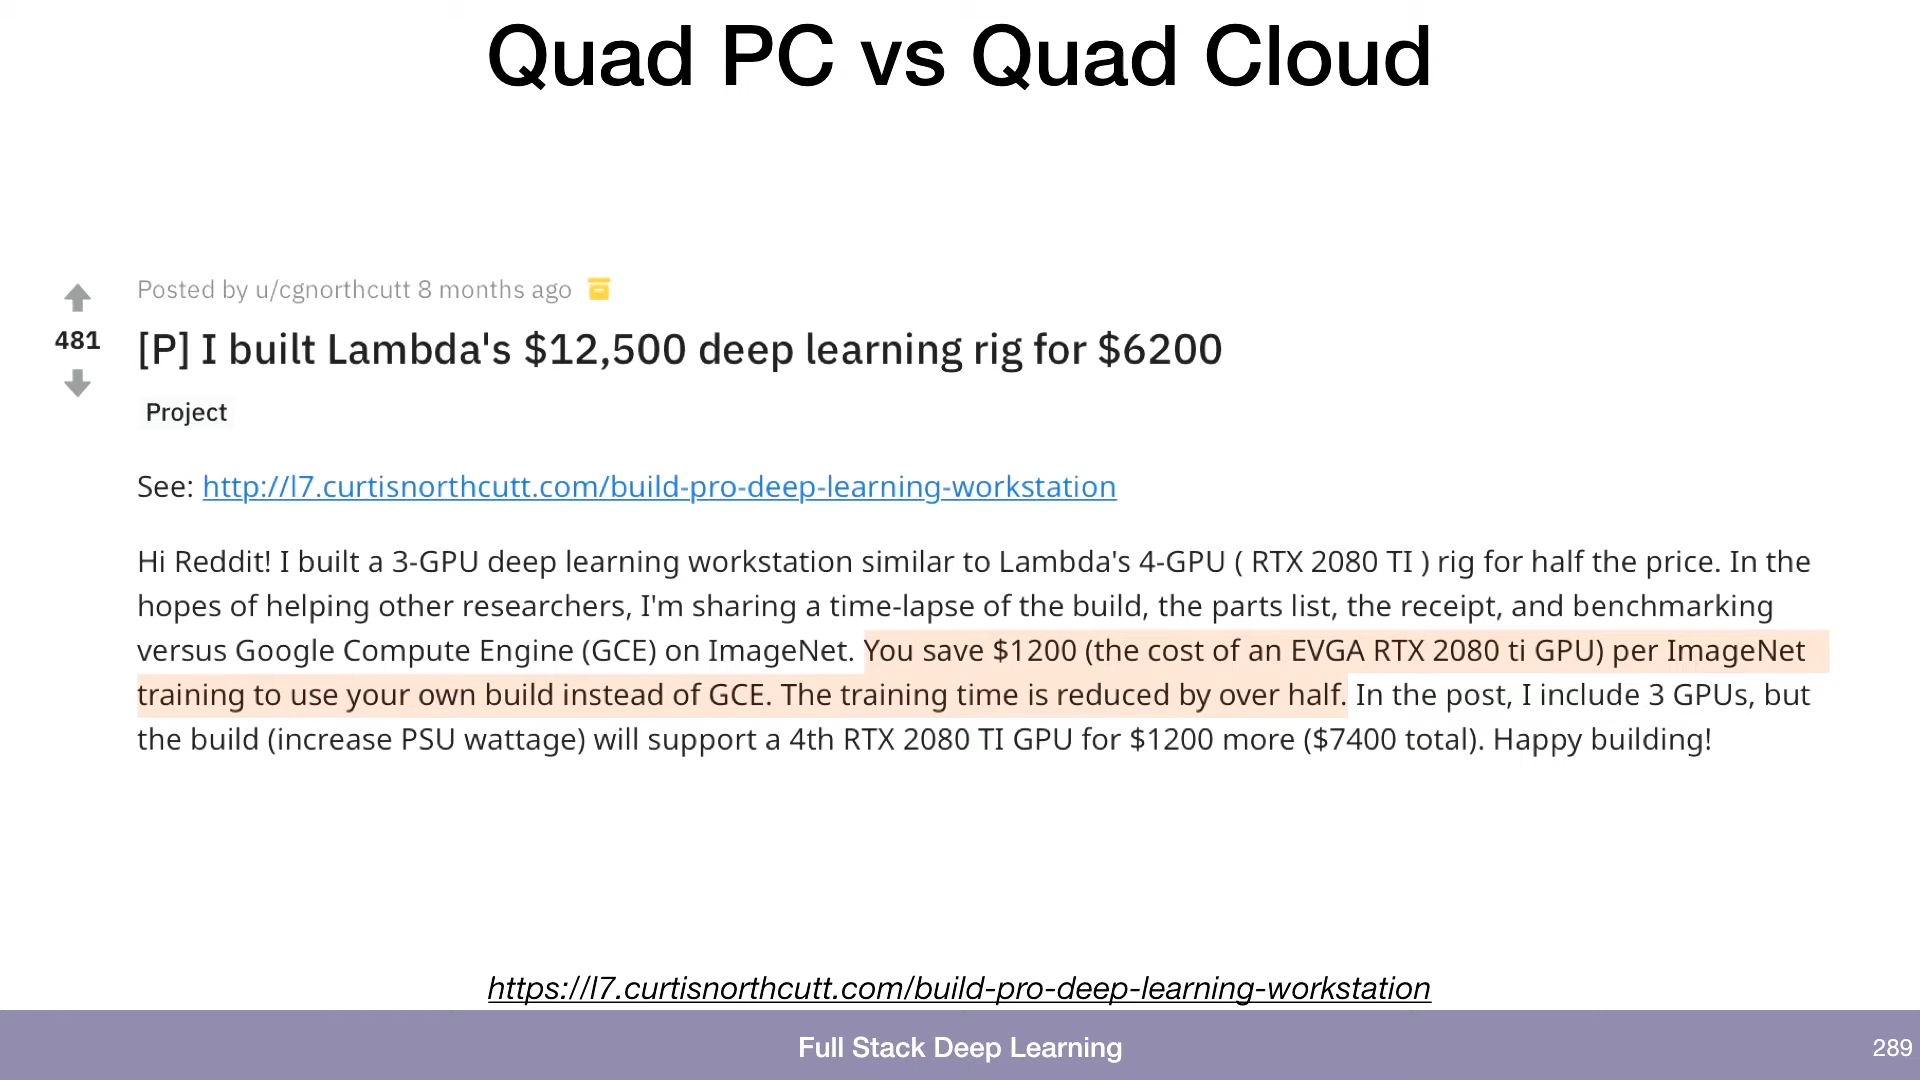 Quad PC vs Quad Cloud
Posted by u/cgnorthcutt 8 months ago
481
[P] I built Lambda's $12,500 deep learning rig for $6200
Project
See: http://l7.curtisnorthcutt.com/build-pro-deep-learning-workstation
Hi Reddit! I built a 3-GPU deep learning workstation similar to Lambda's 4-GPU ( RTX 2080 TI ) rig for half the price. In the
hopes of helping other researchers, I'm sharing a time-lapse of the build, the parts list, the receipt, and benchmarking
versus Google Compute Engine (GCE) on ImageNet. You save $1200 (the cost of an EVGA RTX 2080 ti GPU) per ImageNet
training to use your own build instead of GCE. The training time is reduced by over half. In the post, I include 3 GPUs, but
the build (increase PSU wattage) will support a 4th RTX 2080 TI GPU for $1200 more ($7400 total). Happy building!
https://l7.curtisnorthcutt.com/build-pro-deep-learning-workstation
Full Stack Deep Learning
289